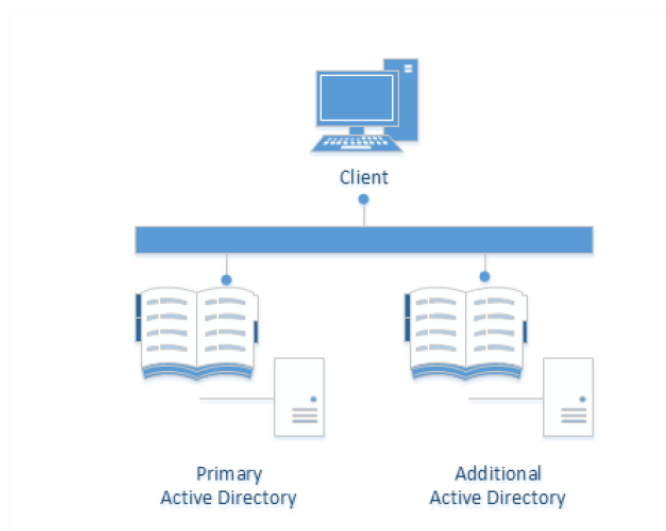 Client
Primary
Active Directory
Additional
Active Directory